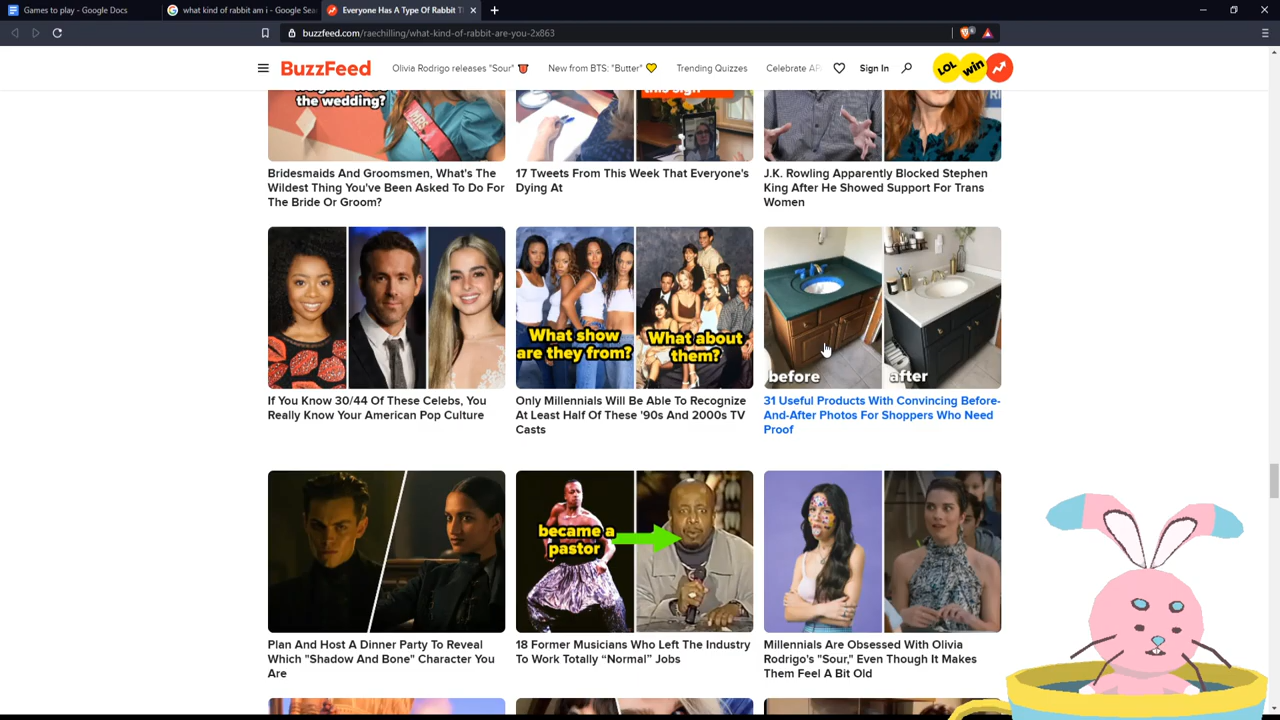 Games to play - Google Docs
what kind of rabbit am i - Google Sear
Everyone Has A Type Of Rabbit T
buzzfeed.com/raechilling/what-kind-of-rabbit-are-you-2x863
BuzzFeed
Olivia Rodrigo releases "Sour"
New from BTS: "Butter"
Trending Quizzes
Celebrate AP
Sign In
LOL
win
the wedding?
MRS
this sign
Bridesmaids And Groomsmen, What's The
Wildest Thing You've Been Asked To Do For
The Bride Or Groom?
17 Tweets From This Week That Everyone's
Dying At
J.K. Rowling Apparently Blocked Stephen
King After He Showed Support For Trans
Women
What show
are they from?
What about
them?
before
after
If You Know 30/44 Of These Celebs, You
Really Know Your American Pop Culture
Only Millennials Will Be Able To Recognize
At Least Half Of These '90s And 2000s TV
Casts
31 Useful Products With Convincing Before-
And-After Photos For Shoppers Who Need
Proof
became a
pastor
Plan And Host A Dinner Party To Reveal
Which "Shadow And Bone" Character You
Are
18 Former Musicians Who Left The Industry
To Work Totally “Normal” Jobs
Millennials Are Obsessed With Olivia
Rodrigo's "Sour," Even Though It Makes
Them Feel A Bit Old